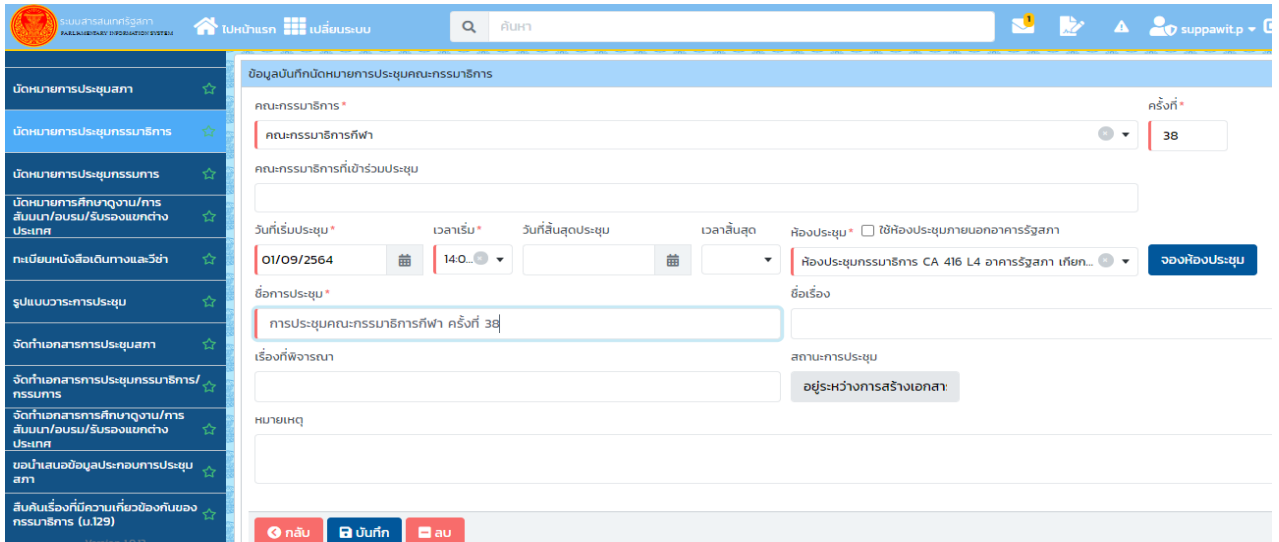 ระบบสารสนเทศรัฐสภา
PARLIAMENTARY INFORMATION SYSTEM
ไปหน้าแรก
เปลี่ยนระบบ
ค้นหา
1
suppawit.p
นัดหมายการประชุมสภา
นัดหมายการประชุมกรรมาธิการ
นัดหมายการประชุมกรรมการ
นัดหมายการศึกษาดูงาน/การ
สัมมนา/อบรม/รับรองแขกต่าง
ประเทศ
ทะเบียนหนังสือเดินทางและวีซ่า
รูปแบบวาระการประชุม
จัดทำเอกสารการประชุมสภา
จัดทำเอกสารการประชุมกรรมาธิการ/
กรรมการ
จัดทำเอกสารการศึกษาดูงาน/การ
สัมมนา/อบรม/รับรองแขกต่าง
ประเทศ
ขอนำเสนอข้อมูลประกอบการประชุม
สภา
สืบค้นเรื่องที่มีความเกี่ยวข้องกันของ
กรรมาธิการ (ม.129)
ข้อมูลบันทึกนัดหมายการประชุมคณะกรรมาธิการ
คณะกรรมาธิการ *
ครั้งที่ *
คณะกรรมาธิการกีฬา
38
คณะกรรมาธิการที่เข้าร่วมประชุม
วันที่เริ่มประชุม *
เวลาเริ่ม *
วันที่สิ้นสุดประชุม
เวลาสิ้นสุด
ห้องประชุม *
ใช้ห้องประชุมภายนอกอาคารรัฐสภา
01/09/2564
14:0...
ห้องประชุมกรรมาธิการ CA 416 L4 อาคารรัฐสภา เกียก...
จองห้องประชุม
ชื่อการประชุม *
ชื่อเรื่อง
การประชุมคณะกรรมาธิการกีฬา ครั้งที่ 38
เรื่องที่พิจารณา
สถานะการประชุม
อยู่ระหว่างการสร้างเอกสา
หมายเหตุ
กลับ
บันทึก
ลบ